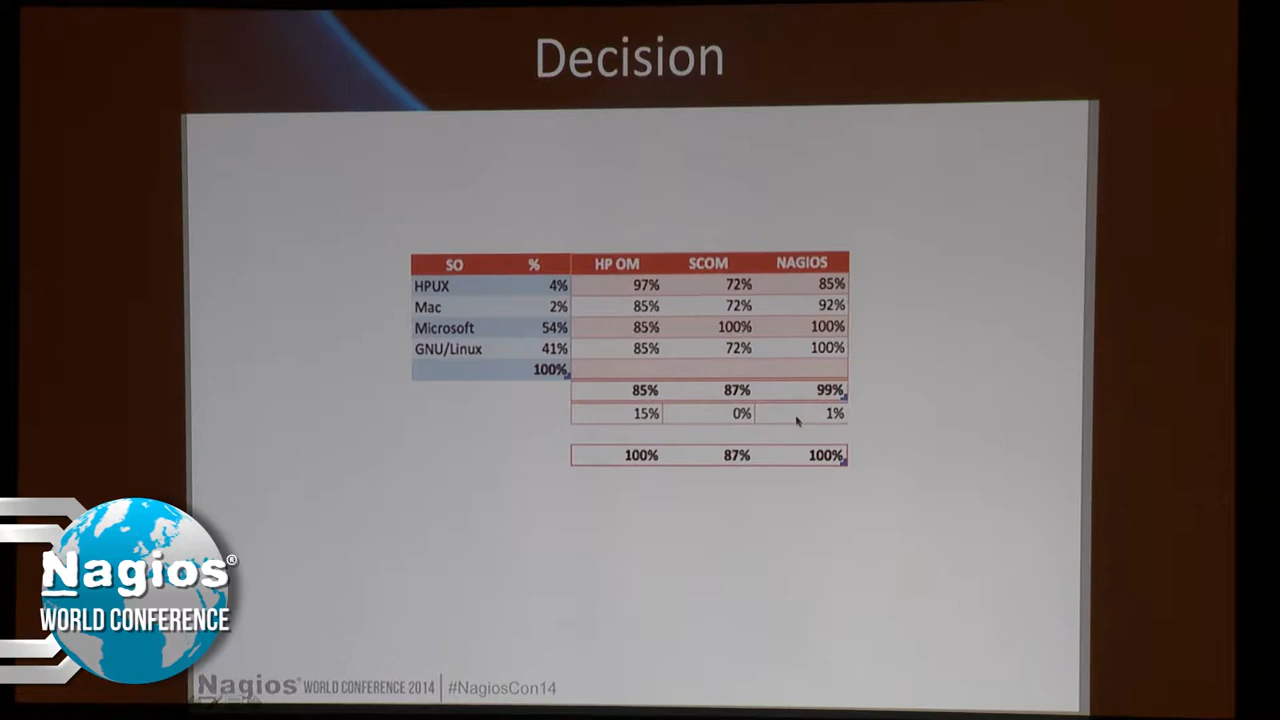 Decision
SO % HP OM SCOM NAGIOS
HPUX 4% 97% 72% 85%
Mac 2% 85% 72% 92%
Microsoft 54% 85% 100% 100%
GNU/Linux 41% 85% 72% 100%
100%
85% 87% 99%
15% 0% 1%
100% 87% 100%
Nagios®
WORLD CONFERENCE
Nagios® WORLD CONFERENCE 2014 #NagiosCon14